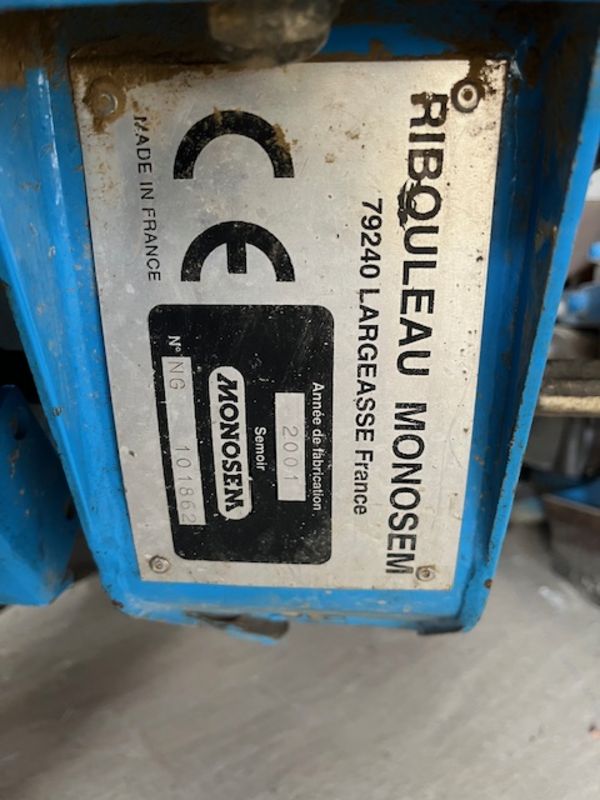 RIBOULEAU MONOSEM
79240 LARGEASSE France
CE
Année de fabrication
2001
Semoir
MONOSEM
N° NG 101862
MADE IN FRANCE